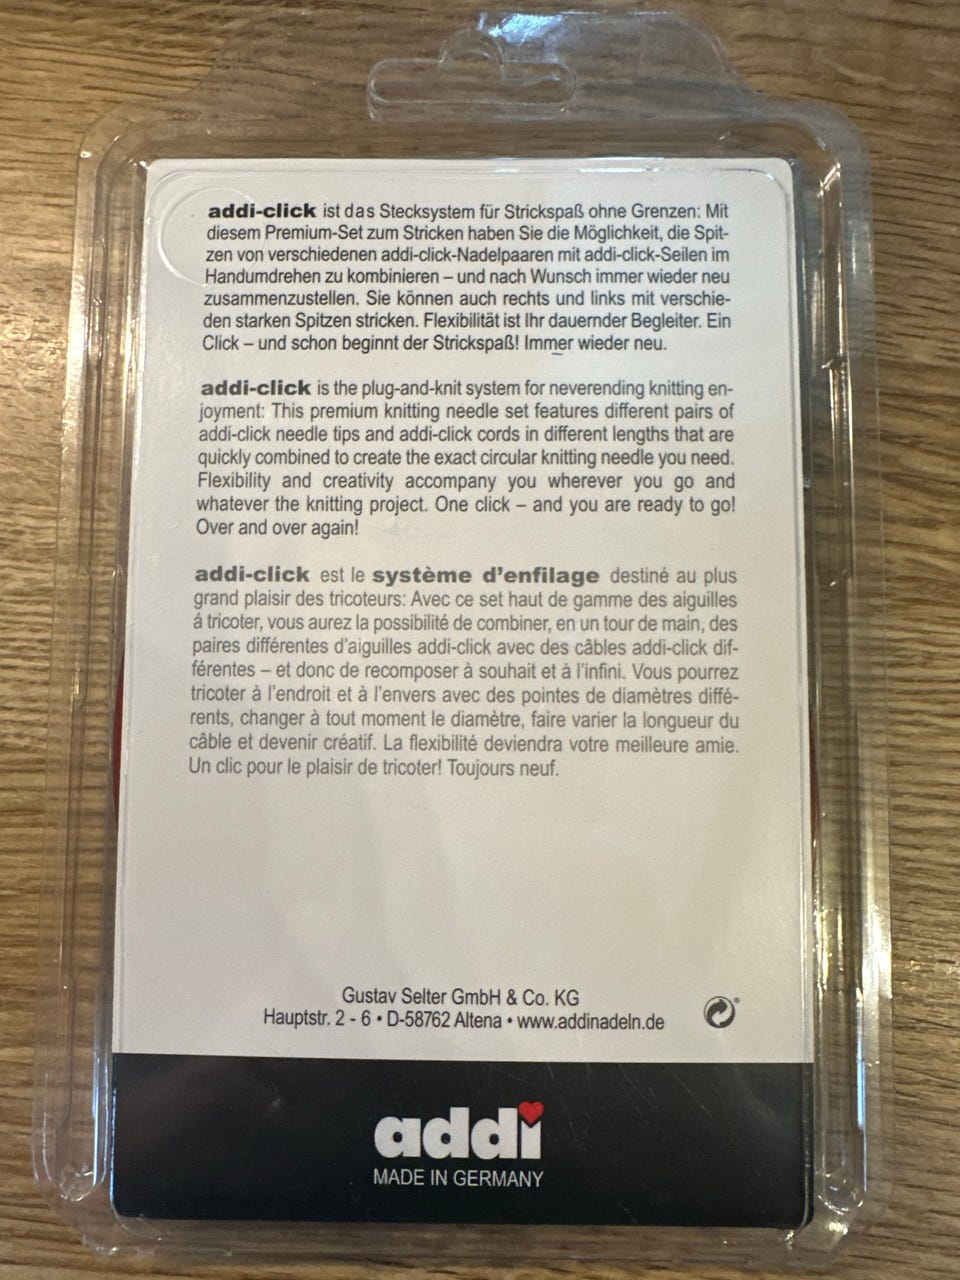 addi-click ist das Stecksystem für Strickspaß ohne Grenzen: Mit
diesem Premium-Set zum Stricken haben Sie die Möglichkeit, die Spit-
zen von verschiedenen addi-click-Nadelpaaren mit addi-click-Seilen im
Handumdrehen zu kombinieren – und nach Wunsch immer wieder neu
zusammenzustellen. Sie können auch rechts und links mit verschie-
den starken Spitzen stricken. Flexibilität ist Ihr dauernder Begleiter. Ein
Click – und schon beginnt der Strickspaß! Immer wieder neu.
addi-click is the plug-and-knit system for neverending knitting en-
joyment: This premium knitting needle set features different pairs of
addi-click needle tips and addi-click cords in different lengths that are
quickly combined to create the exact circular knitting needle you need.
Flexibility and creativity accompany you wherever you go and
whatever the knitting project. One click – and you are ready to go!
Over and over again!
addi-click est le système d'enfilage destiné au plus
grand plaisir des tricoteurs: Avec ce set haut de gamme des aiguilles
á tricoter, vous aurez la possibilité de combiner, en un tour de main, des
paires différentes d'aiguilles addi-click avec des câbles addi-click dif-
férentes – et donc de recomposer à souhait et à l'infini. Vous pourrez
tricoter à l'endroit et à l'envers avec des pointes de diamètres diffé-
rents, changer à tout moment le diamètre, faire varier la longueur du
câble et devenir créatif. La flexibilité deviendra votre meilleure amie.
Un clic pour le plaisir de tricoter! Toujours neuf.
Gustav Selter GmbH & Co. KG
Hauptstr. 2 - 6 • D-58762 Altena • www.addinadeln.de
addi
MADE IN GERMANY